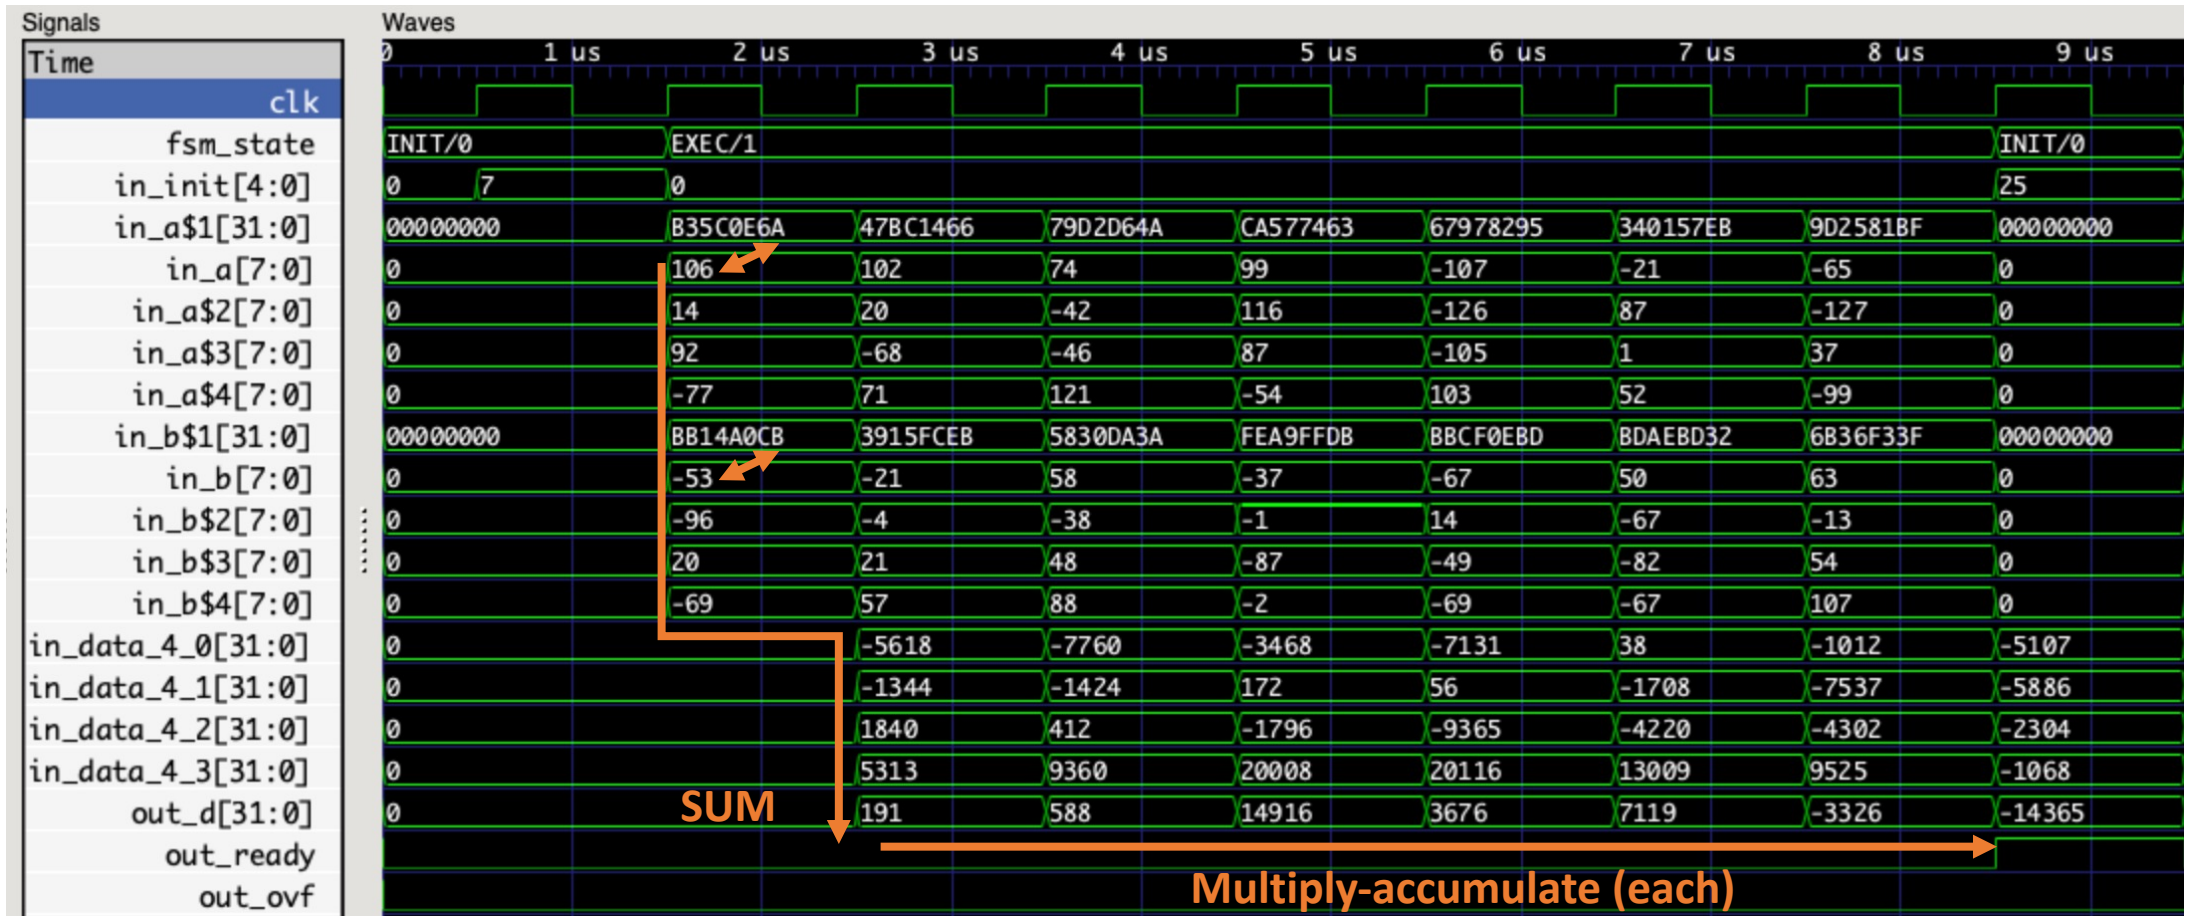 Signals Waves
Time 0 1 us 2 us 3 us 4 us 5 us 6 us 7 us 8 us 9 us
clk
fsm_state INIT/0 EXEC/1 INIT/0
in_init[4:0] 0 7 0 25
in_a$1[31:0] 00000000 B35C0E6A 47BC1466 79D2D64A CA577463 67978295 340157EB 9D2581BF 00000000
in_a[7:0] 0 106 102 74 99 -107 -21 -65 0
in_a$2[7:0] 0 14 20 -42 116 -126 87 -127 0
in_a$3[7:0] 0 92 -68 -46 87 -105 1 37 0
in_a$4[7:0] 0 -77 71 121 -54 103 52 -99 0
in_b$1[31:0] 00000000 BB14A0CB 3915FCEB 5830DA3A FEA9FFDB BBCF0EBD BDAEBD32 6B36F33F 00000000
in_b[7:0] 0 -53 -21 58 -37 -67 50 63 0
in_b$2[7:0] 0 -96 -4 -38 -1 14 -67 -13 0
in_b$3[7:0] 0 20 21 48 -87 -49 -82 54 0
in_b$4[7:0] 0 -69 57 88 -2 -69 -67 107 0
in_data_4_0[31:0] 0 -5618 -7760 -3468 -7131 38 -1012 -5107
in_data_4_1[31:0] 0 -1344 -1424 172 56 -1708 -7537 -5886
in_data_4_2[31:0] 0 1840 412 -1796 -9365 -4220 -4302 -2304
in_data_4_3[31:0] 0 5313 9360 20008 20116 13009 9525 -1068
out_d[31:0] 0 SUM 191 588 14916 3676 7119 -3326 -14365
out_ready
out_ovf Multiply-accumulate (each)